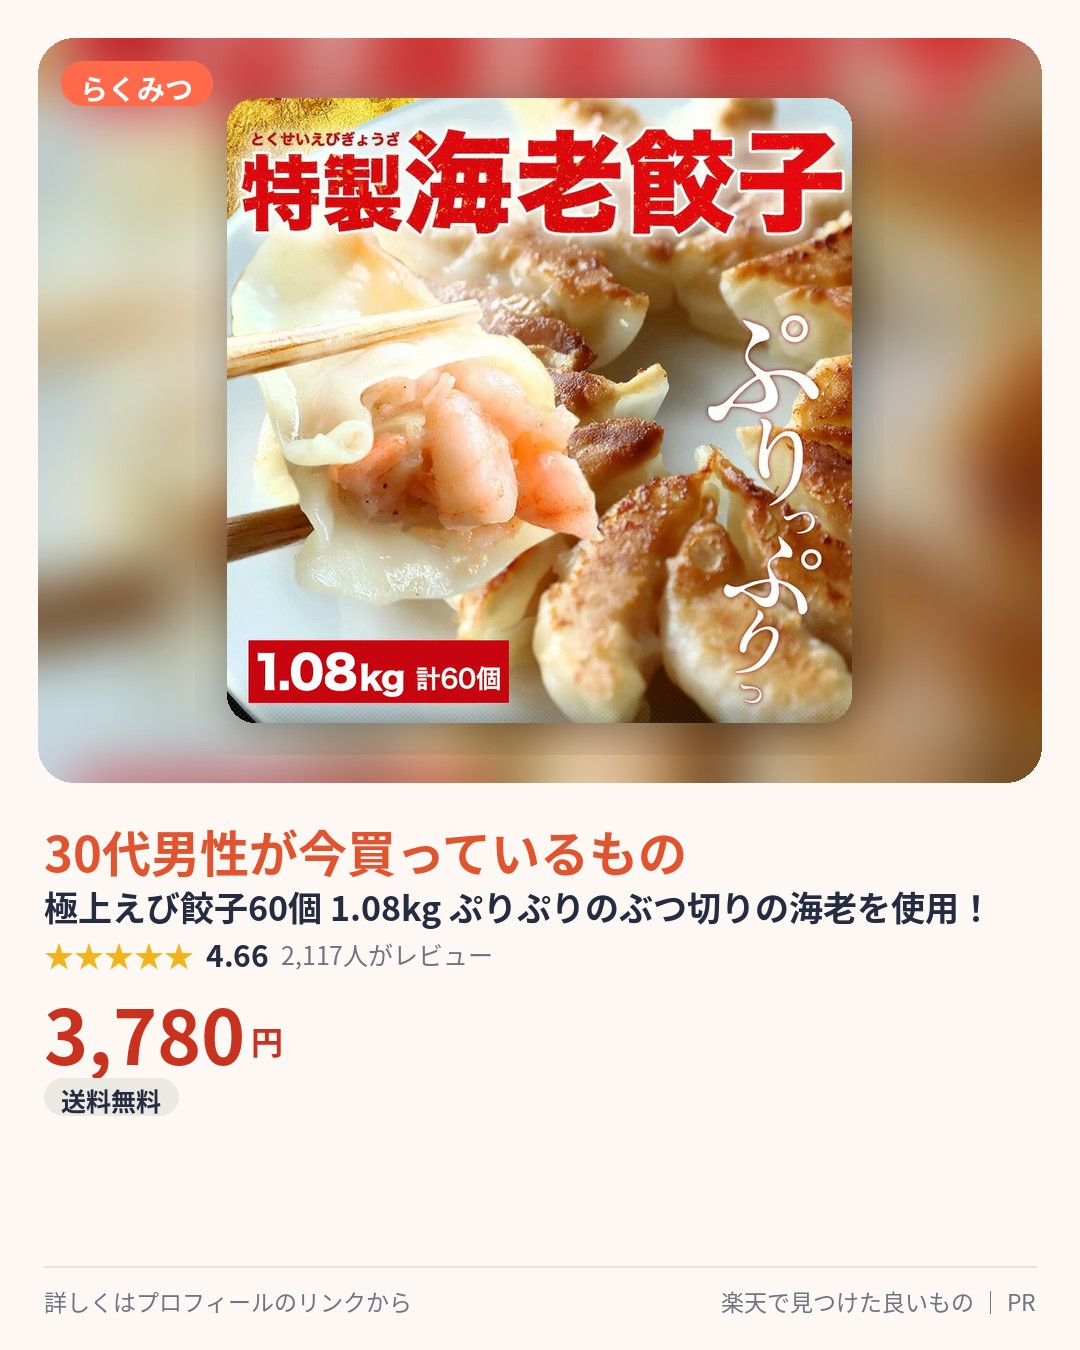 らくみつ
とくせいえびぎょうざ
特製海老餃子
ぷりっぷりっ
1.08kg 計60個
30代男性が今買っているもの
極上えび餃子60個 1.08kg ぷりぷりのぶつ切りの海老を使用！
★★★★★ 4.66 2,117人がレビュー
3,780円
送料無料
詳しくはプロフィールのリンクから
楽天で見つけた良いもの｜PR